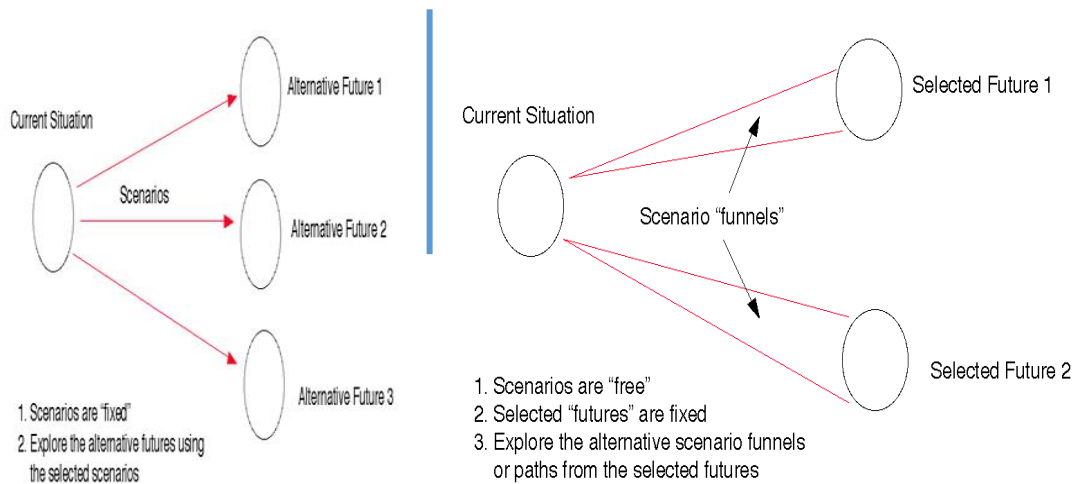 Current Situation
Alternative Future 1
Scenarios
Alternative Future 2
Alternative Future 3
1. Scenarios are "fixed"
2. Explore the alternative futures using
the selected scenarios
Current Situation
Selected Future 1
Scenario "funnels"
Selected Future 2
1. Scenarios are "free"
2. Selected "futures" are fixed
3. Explore the alternative scenario funnels
or paths from the selected futures